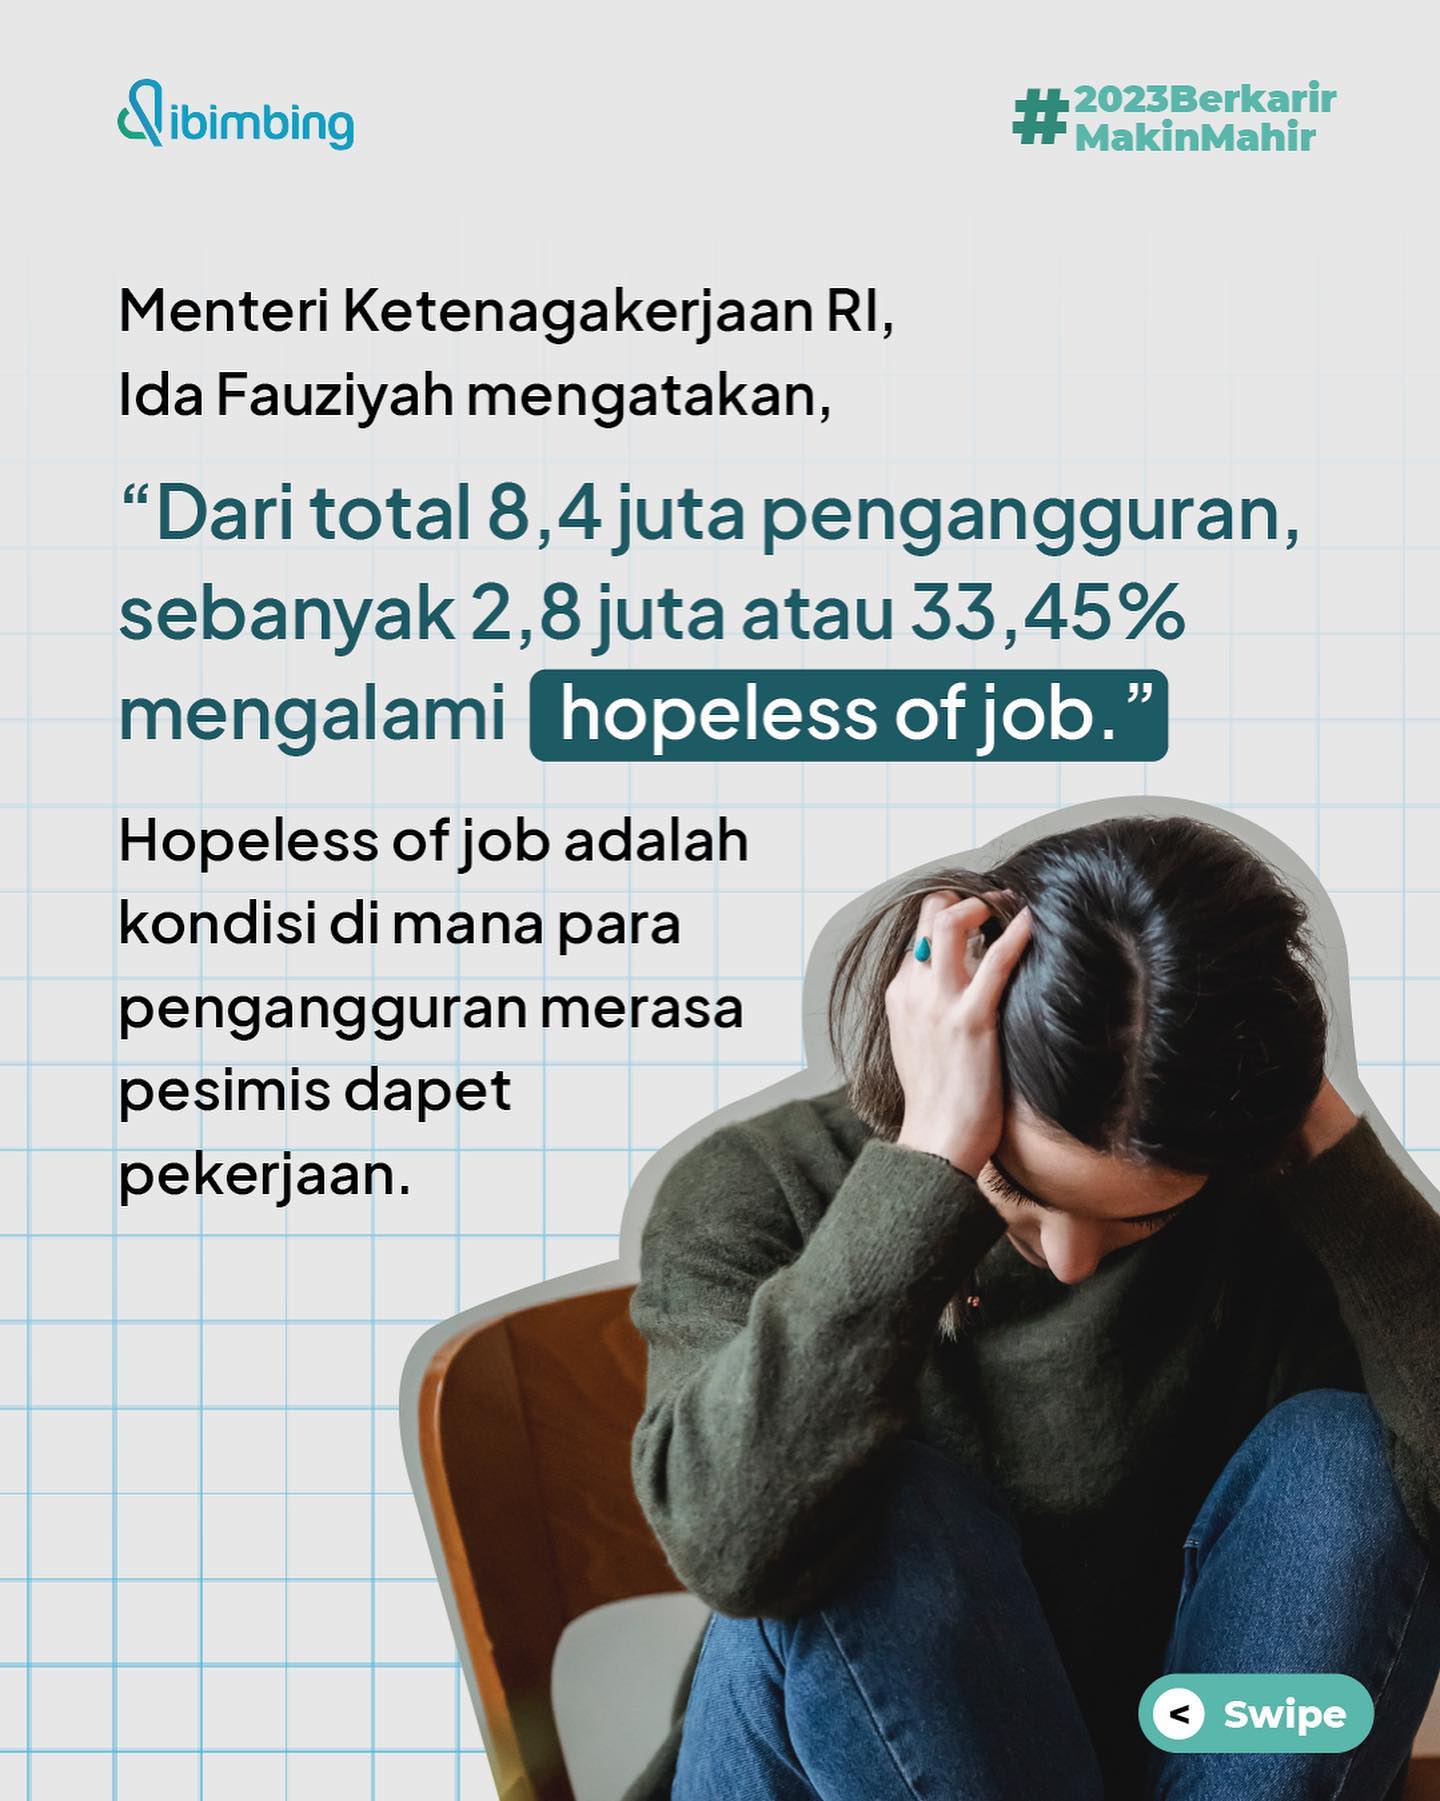 dibimbing
#2023Berkarir
MakinMahir
Menteri Ketenagakerjaan RI,
Ida Fauziyah mengatakan,
“Dari total 8,4 juta pengangguran,
sebanyak 2,8 juta atau 33,45%
mengalami hopeless of job.”
Hopeless of job adalah
kondisi di mana para
pengangguran merasa
pesimis dapet
pekerjaan.
< Swipe